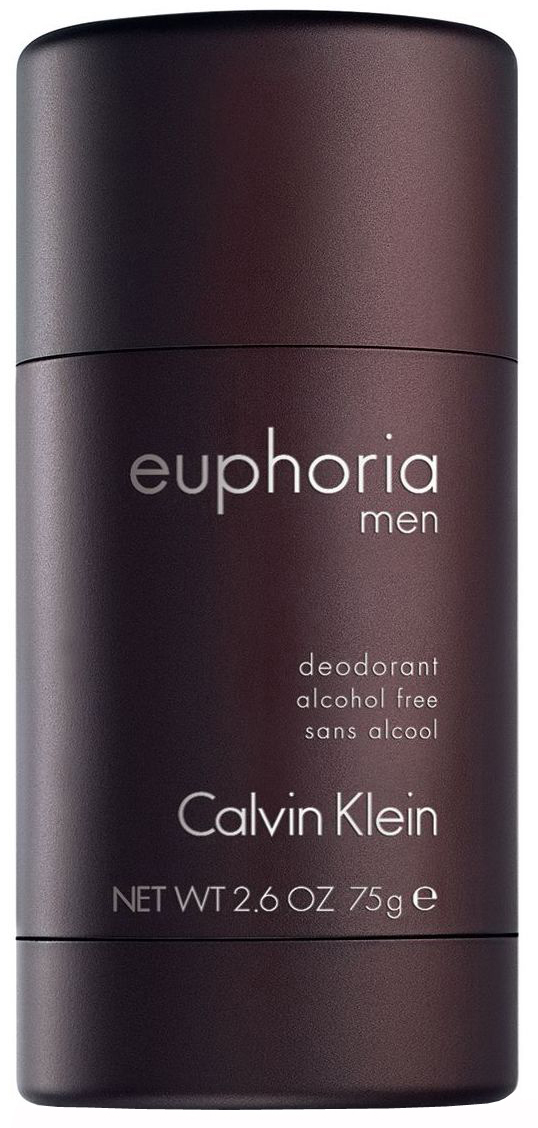 euphoria
men
deodorant
alcohol free
sans alcool
Calvin Klein
NET WT 2.6 OZ 75g ℮